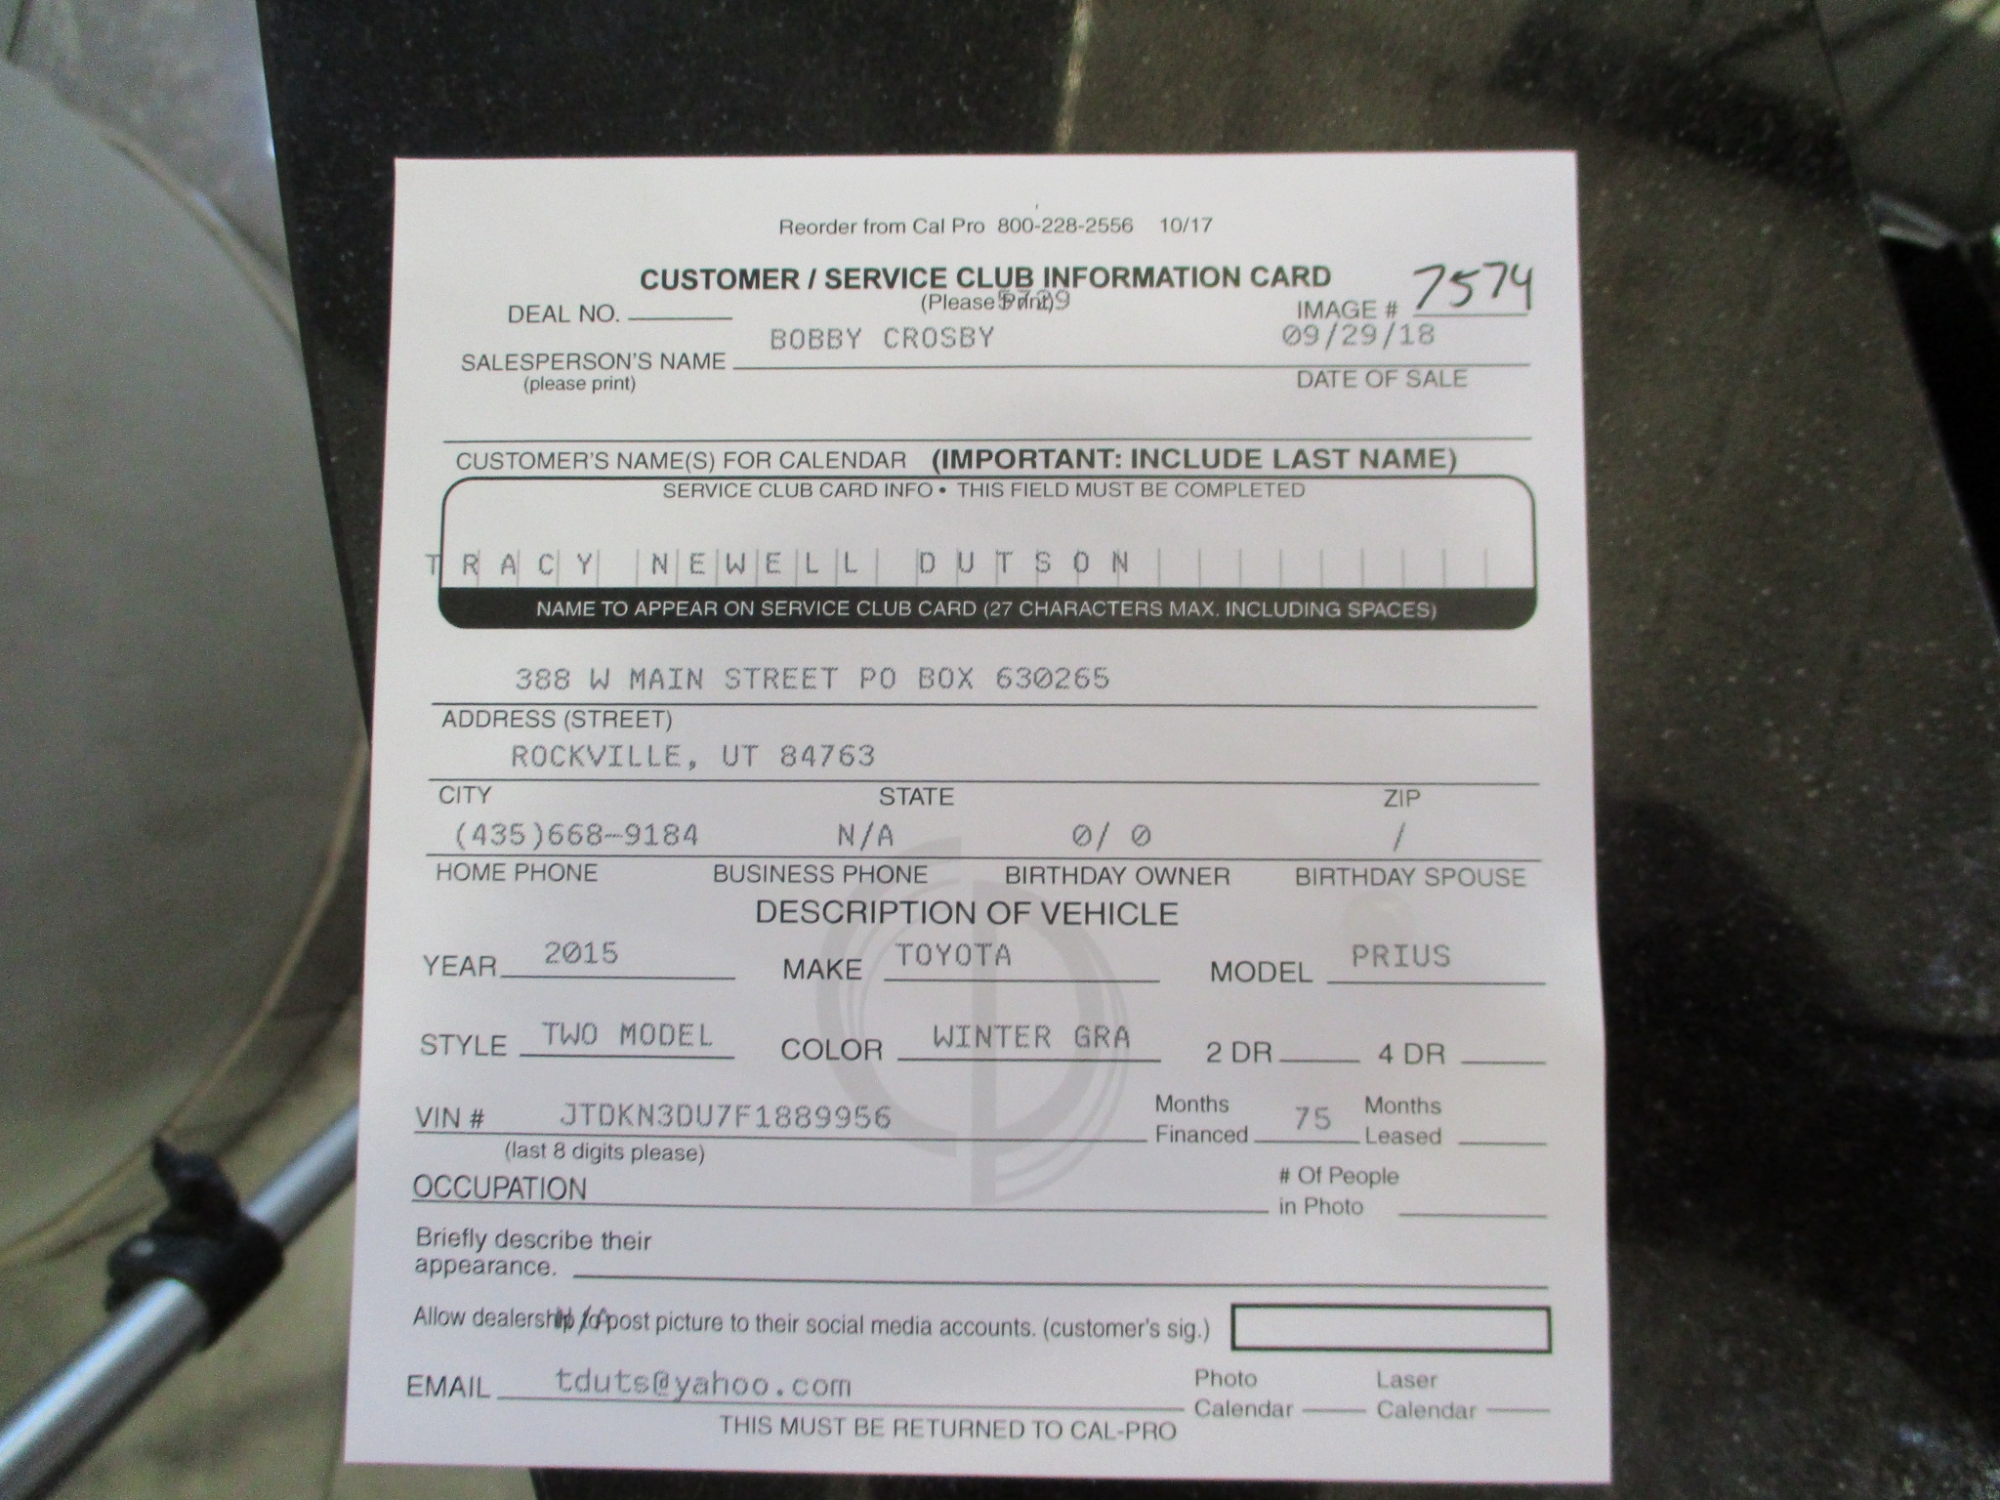 Reorder from Cal Pro 800-228-2556 10/17
CUSTOMER / SERVICE CLUB INFORMATION CARD
(Please Print)
DEAL NO. IMAGE # 7574
BOBBY CROSBY 09/29/18
SALESPERSON'S NAME
(please print) DATE OF SALE
CUSTOMER'S NAME(S) FOR CALENDAR (IMPORTANT: INCLUDE LAST NAME)
SERVICE CLUB CARD INFO • THIS FIELD MUST BE COMPLETED
TRACY NEWELL DUTSON
NAME TO APPEAR ON SERVICE CLUB CARD (27 CHARACTERS MAX. INCLUDING SPACES)
388 W MAIN STREET PO BOX 630265
ADDRESS (STREET)
ROCKVILLE, UT 84763
CITY STATE ZIP
(435)668-9184 N/A 0/ 0 /
HOME PHONE BUSINESS PHONE BIRTHDAY OWNER BIRTHDAY SPOUSE
DESCRIPTION OF VEHICLE
YEAR 2015 MAKE TOYOTA MODEL PRIUS
STYLE TWO MODEL COLOR WINTER GRA 2 DR 4 DR
VIN # JTDKN3DU7F1889956 Months Financed 75 Months Leased
(last 8 digits please)
OCCUPATION # Of People in Photo
Briefly describe their
appearance.
Allow dealership to post picture to their social media accounts. (customer's sig.)
N/A
EMAIL tduts@yahoo.com Photo Calendar Laser Calendar
THIS MUST BE RETURNED TO CAL-PRO